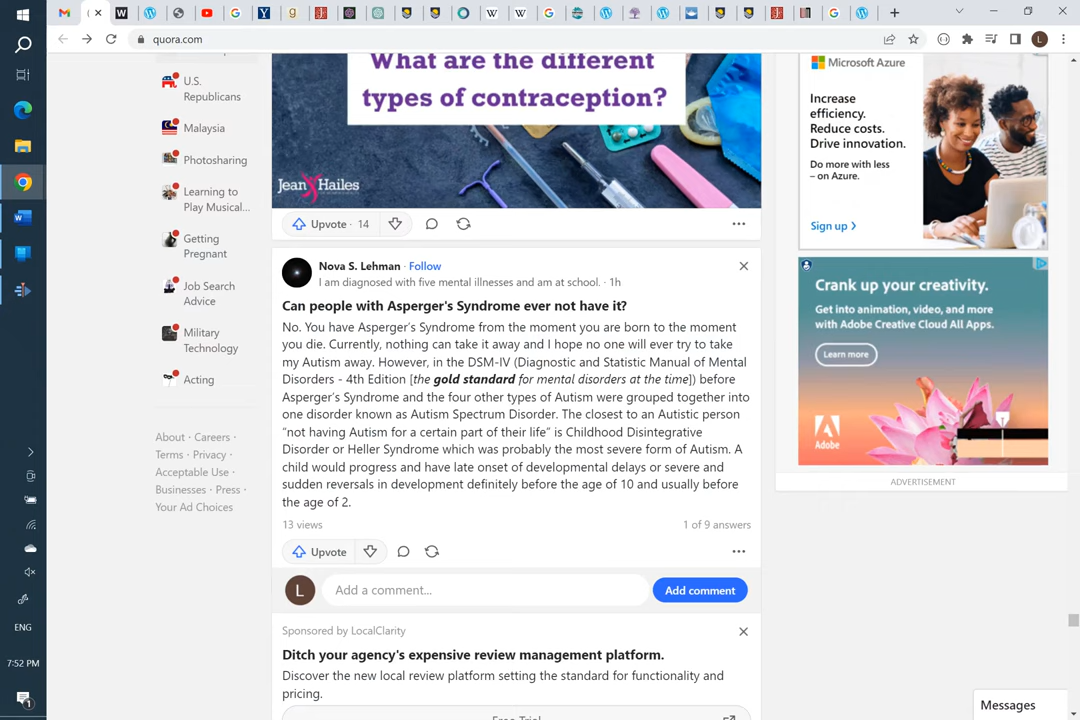 quora.com
U.S.
Republicans
Malaysia
Photosharing
Learning to
Play Musical...
Getting
Pregnant
Job Search
Advice
Military
Technology
Acting
About · Careers ·
Terms · Privacy ·
Acceptable Use ·
Businesses · Press ·
Your Ad Choices
ENG
7:52 PM
What are the different
types of contraception?
Jean Hailes
Upvote · 14
Nova S. Lehman · Follow
I am diagnosed with five mental illnesses and am at school. · 1h
Can people with Asperger's Syndrome ever not have it?
No. You have Asperger's Syndrome from the moment you are born to the moment
you die. Currently, nothing can take it away and I hope no one will ever try to take
my Autism away. However, in the DSM-IV (Diagnostic and Statistic Manual of Mental
Disorders - 4th Edition [the gold standard for mental disorders at the time]) before
Asperger's Syndrome and the four other types of Autism were grouped together into
one disorder known as Autism Spectrum Disorder. The closest to an Autistic person
“not having Autism for a certain part of their life” is Childhood Disintegrative
Disorder or Heller Syndrome which was probably the most severe form of Autism. A
child would progress and have late onset of developmental delays or severe and
sudden reversals in development definitely before the age of 10 and usually before
the age of 2.
13 views
1 of 9 answers
Upvote
L
Add a comment...
Add comment
Sponsored by LocalClarity
Ditch your agency's expensive review management platform.
Discover the new local review platform setting the standard for functionality and
pricing.
Free Trial
Microsoft Azure
Increase
efficiency.
Reduce costs.
Drive innovation.
Do more with less
– on Azure.
Sign up
Crank up your creativity.
Get into animation, video, and more
with Adobe Creative Cloud All Apps.
Learn more
Adobe
ADVERTISEMENT
Messages